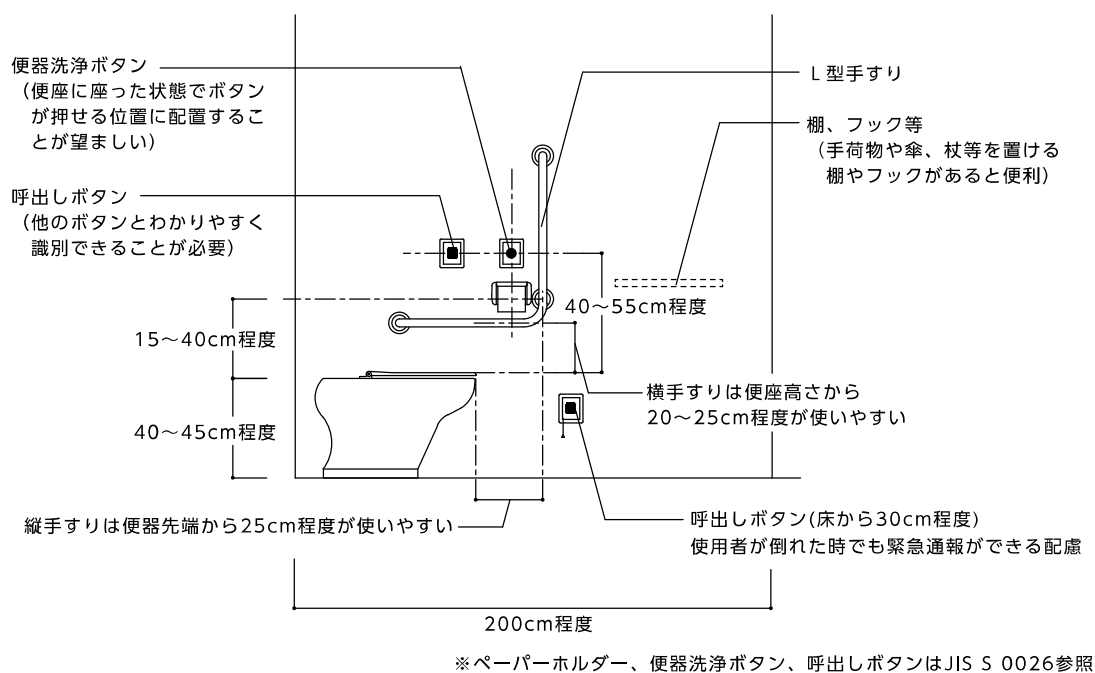 便器洗浄ボタン
（便座に座った状態でボタン
が押せる位置に配置するこ
とが望ましい）
呼出しボタン
（他のボタンとわかりやすく
識別できることが必要）
L型手すり
棚、フック等
（手荷物や傘、杖等を置ける
棚やフックがあると便利）
40～55cm程度
15～40cm程度
40～45cm程度
横手すりは便座高さから
20～25cm程度が使いやすい
縦手すりは便器先端から25cm程度が使いやすい
呼出しボタン(床から30cm程度)
使用者が倒れた時でも緊急通報ができる配慮
200cm程度
※ペーパーホルダー、便器洗浄ボタン、呼出しボタンはJIS S 0026参照